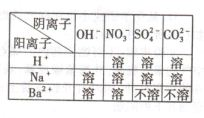 阴离子
阳离子 OH⁻ NO₃⁻ SO₄²⁻ CO₃²⁻
H⁺ 溶 溶 溶
Na⁺ 溶 溶 溶 溶
Ba²⁺ 溶 溶 不溶 不溶